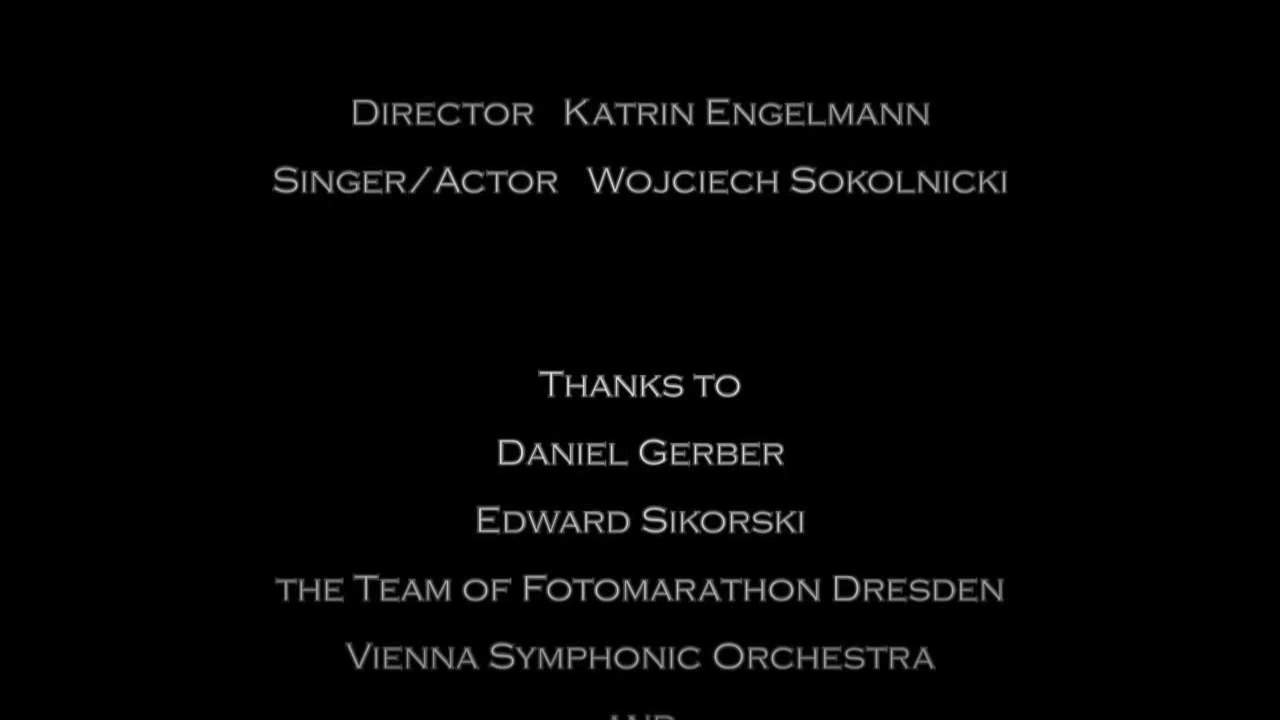 Director Katrin Engelmann
Singer/Actor Wojciech Sokolnicki
Thanks to
Daniel Gerber
Edward Sikorski
the Team of Fotomarathon Dresden
Vienna Symphonic Orchestra